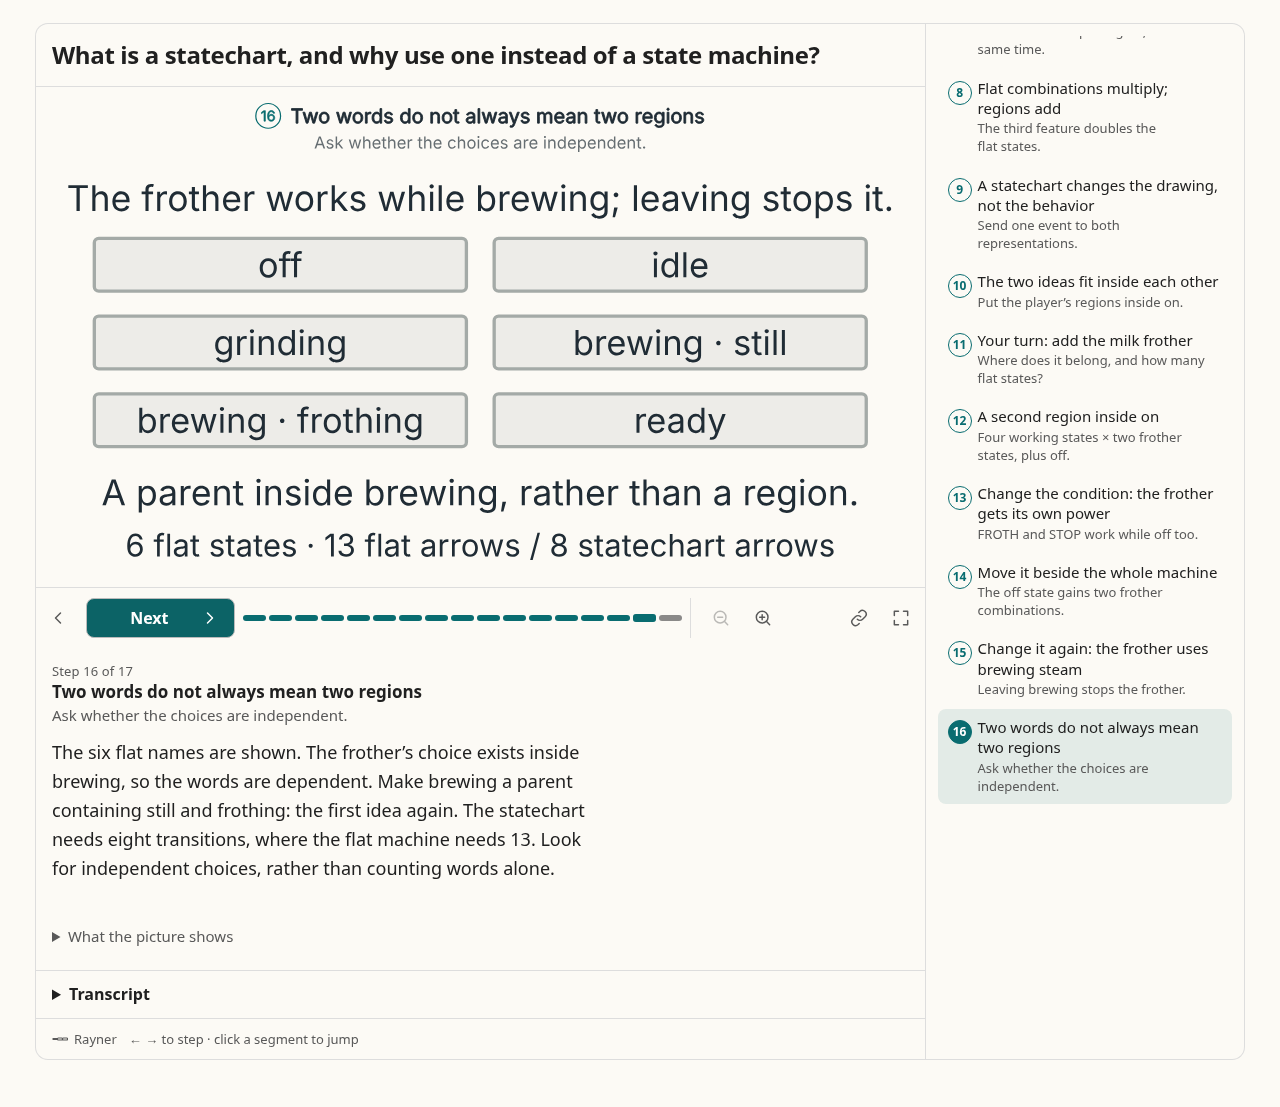 What is a statechart, and why use one instead of a state machine?
16 Two words do not always mean two regions
Ask whether the choices are independent.
The frother works while brewing; leaving stops it.
off
idle
grinding
brewing · still
brewing · frothing
ready
A parent inside brewing, rather than a region.
6 flat states · 13 flat arrows / 8 statechart arrows
Next
Step 16 of 17
Two words do not always mean two regions
Ask whether the choices are independent.
The six flat names are shown. The frother’s choice exists inside
brewing, so the words are dependent. Make brewing a parent
containing still and frothing: the first idea again. The statechart
needs eight transitions, where the flat machine needs 13. Look
for independent choices, rather than counting words alone.
▶ What the picture shows
▶ Transcript
Rayner ← → to step · click a segment to jump
same time.
8 Flat combinations multiply;
regions add
The third feature doubles the
flat states.
9 A statechart changes the drawing,
not the behavior
Send one event to both
representations.
10 The two ideas fit inside each other
Put the player’s regions inside on.
11 Your turn: add the milk frother
Where does it belong, and how many
flat states?
12 A second region inside on
Four working states × two frother
states, plus off.
13 Change the condition: the frother
gets its own power
FROTH and STOP work while off too.
14 Move it beside the whole machine
The off state gains two frother
combinations.
15 Change it again: the frother uses
brewing steam
Leaving brewing stops the frother.
16 Two words do not always mean
two regions
Ask whether the choices are
independent.